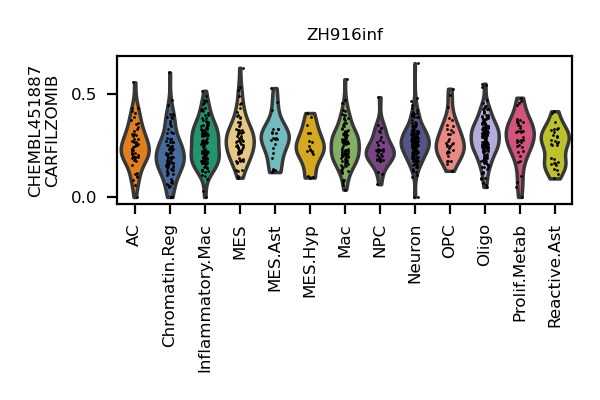 ZH916inf
CHEMBL451887
CARFILZOMIB
0.5
0.0
AC
Chromatin.Reg
Inflammatory.Mac
MES
MES.Ast
MES.Hyp
Mac
NPC
Neuron
OPC
Oligo
Prolif.Metab
Reactive.Ast